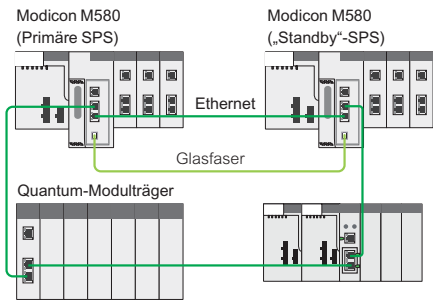 Modicon M580
(Primäre SPS)
Modicon M580
(„Standby“-SPS)
Ethernet
Glasfaser
Quantum-Modulträger